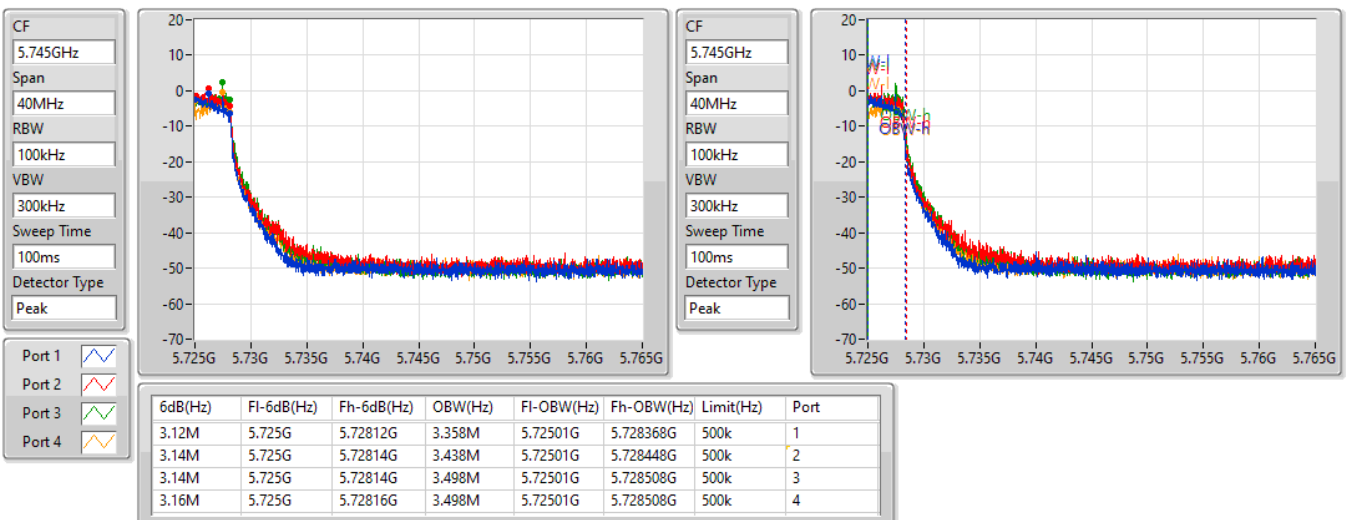 CF
5.745GHz
Span
40MHz
RBW
100kHz
VBW
300kHz
Sweep Time
100ms
Detector Type
Peak
20
10
0
-10
-20
-30
-40
-50
-60
-70
5.725G 5.73G 5.735G 5.74G 5.745G 5.75G 5.755G 5.76G 5.765G
CF
5.745GHz
Span
40MHz
RBW
100kHz
VBW
300kHz
Sweep Time
100ms
Detector Type
Peak
20
10
0
-10
-20
-30
-40
-50
-60
-70
OBW-h
5.725G 5.73G 5.735G 5.74G 5.745G 5.75G 5.755G 5.76G 5.765G
Port 1
Port 2
Port 3
Port 4
6dB(Hz) Fl-6dB(Hz) Fh-6dB(Hz) OBW(Hz) Fl-OBW(Hz) Fh-OBW(Hz) Limit(Hz) Port
3.12M 5.725G 5.72812G 3.358M 5.72501G 5.728368G 500k 1
3.14M 5.725G 5.72814G 3.438M 5.72501G 5.728448G 500k 2
3.14M 5.725G 5.72814G 3.498M 5.72501G 5.728508G 500k 3
3.16M 5.725G 5.72816G 3.498M 5.72501G 5.728508G 500k 4